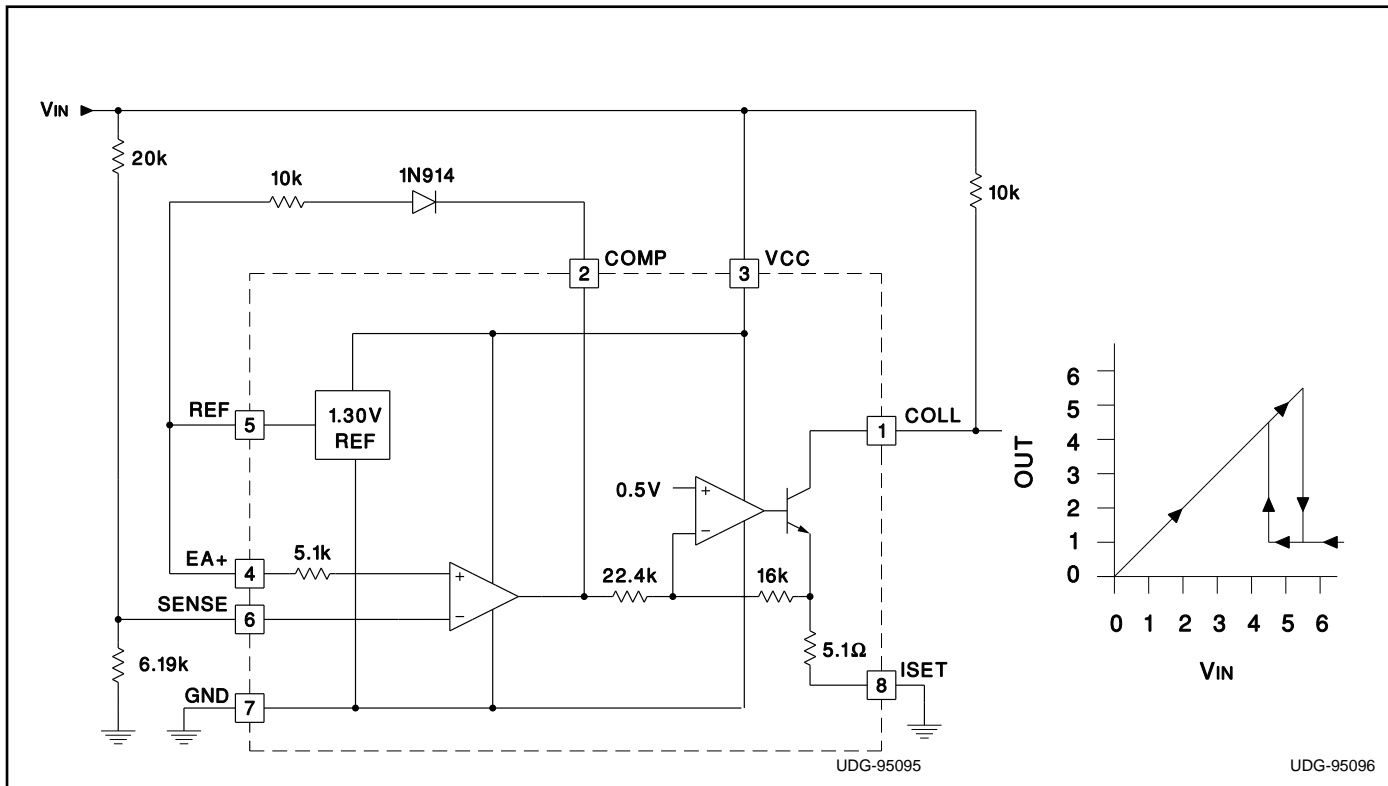 VIN
20k
10k
1N914
10k
COMP
VCC
2
3
REF
5
1.30V
REF
COLL
1
0.5V
+
−
EA+
4
5.1k
SENSE
6
+
−
22.4k
16k
6.19k
5.1Ω
GND
7
ISET
8
UDG-95095
OUT
6
5
4
3
2
1
0
0 1 2 3 4 5 6
VIN
UDG-95096